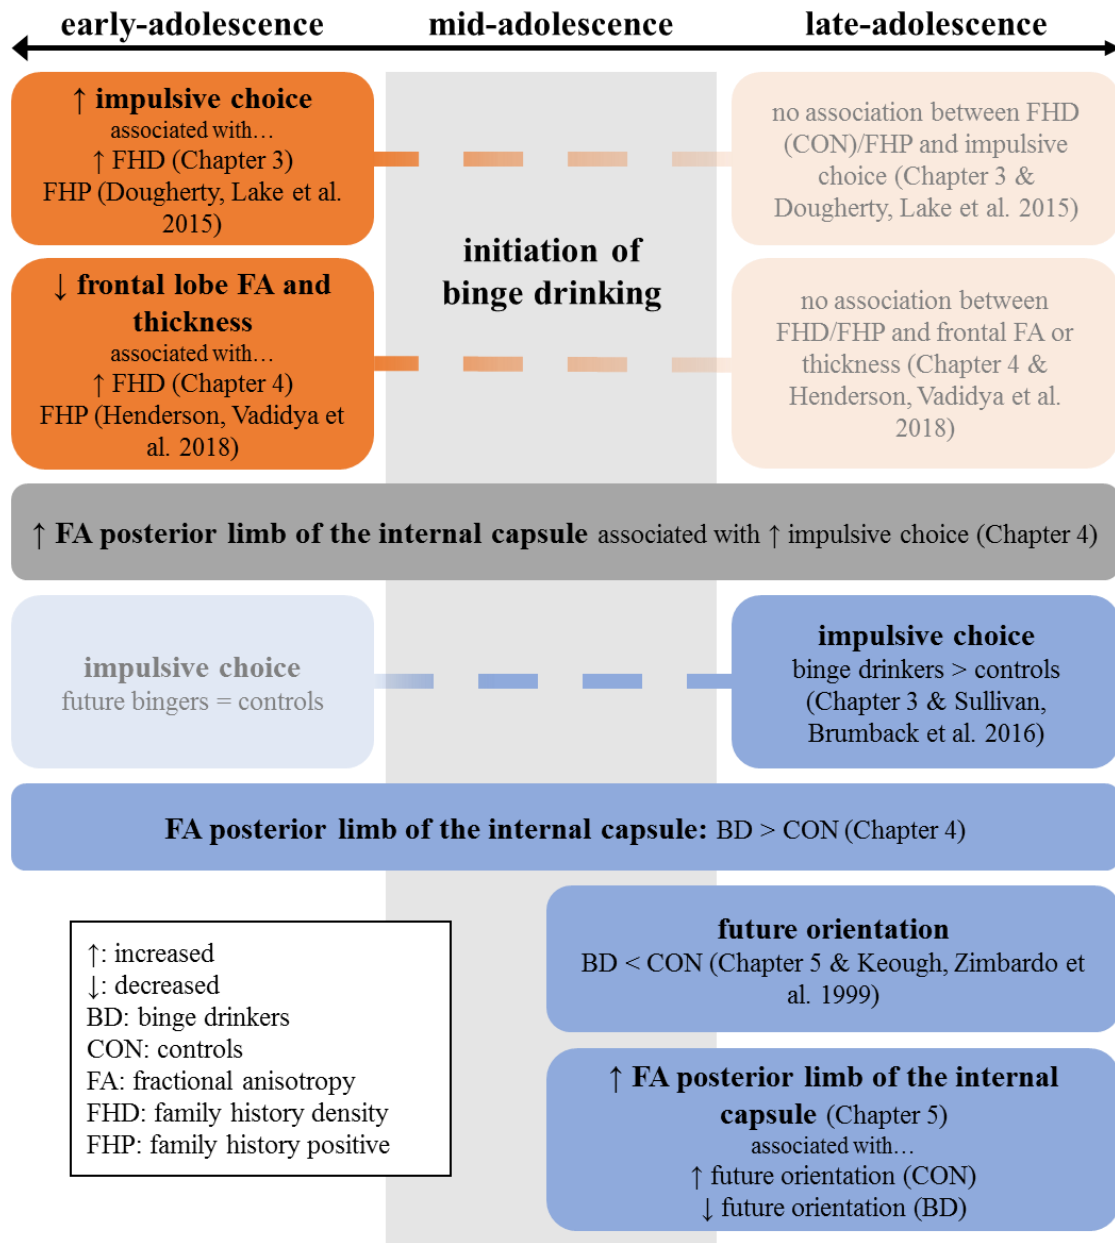 early-adolescence
mid-adolescence
late-adolescence
↑ impulsive choice
associated with…
↑ FHD (Chapter 3)
FHP (Dougherty, Lake et al.
2015)
no association between FHD
(CON)/FHP and impulsive
choice (Chapter 3 &
Dougherty, Lake et al. 2015)
initiation of
binge drinking
↓ frontal lobe FA and
thickness
associated with…
↑ FHD (Chapter 4)
FHP (Henderson, Vadidya et
al. 2018)
no association between
FHD/FHP and frontal FA or
thickness (Chapter 4 &
Henderson, Vadidya et al.
2018)
↑ FA posterior limb of the internal capsule associated with ↑ impulsive choice (Chapter 4)
impulsive choice
future bingers = controls
impulsive choice
binge drinkers > controls
(Chapter 3 & Sullivan,
Brumback et al. 2016)
FA posterior limb of the internal capsule: BD > CON (Chapter 4)
future orientation
BD < CON (Chapter 5 & Keough, Zimbardo et
al. 1999)
↑: increased
↓: decreased
BD: binge drinkers
CON: controls
FA: fractional anisotropy
FHD: family history density
FHP: family history positive
↑ FA posterior limb of the internal
capsule (Chapter 5)
associated with…
↑ future orientation (CON)
↓ future orientation (BD)